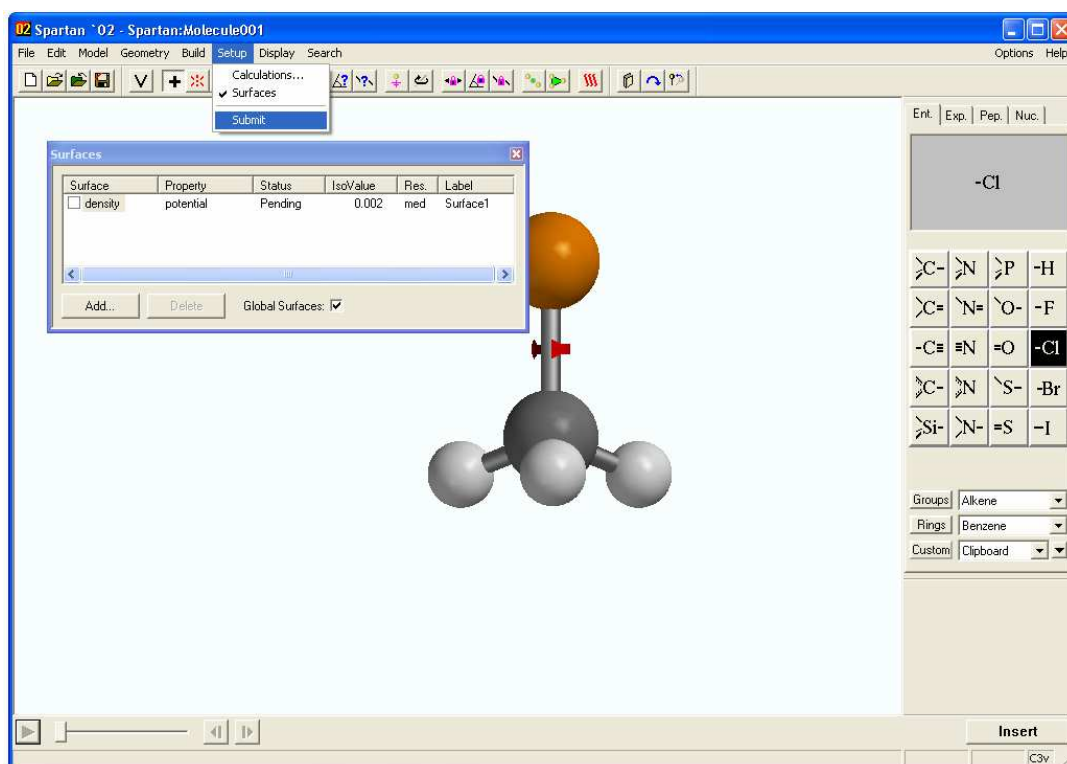 02 Spartan `02 - Spartan:Molecule001
File Edit Model Geometry Build Setup Display Search Options Help
Calculations...
Surfaces
Submit
Surfaces
Surface Property Status IsoValue Res. Label
density potential Pending 0.002 med Surface1
Add... Delete Global Surfaces:
Ent. Exp. Pep. Nuc.
-Cl
C- N P -H
C= N= O- -F
-C≡ ≡N =O -Cl
C- N S- -Br
Si- N- =S -I
Groups Alkene
Rings Benzene
Custom Clipboard
Insert
C3v